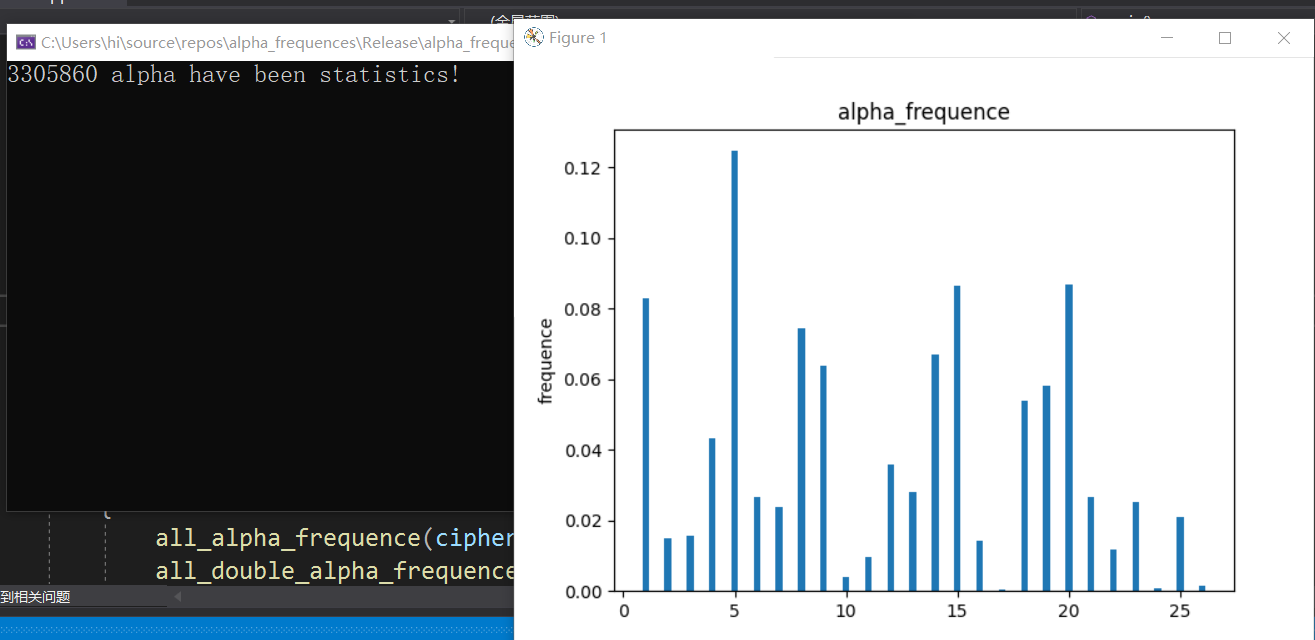 C:\Users\hi\source\repos\alpha_frequences\Release\alpha_freque
3305860 alpha have been statistics!
all_alpha_frequence(cipher
all_double_alpha_frequence
到相关问题
Figure 1
alpha_frequence
frequence
0.12
0.10
0.08
0.06
0.04
0.02
0.00
0 5 10 15 20 25